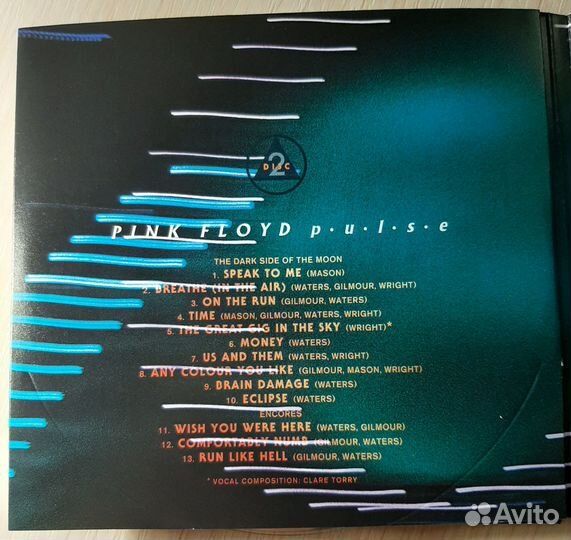 2
DISC
PINK FLOYD p·u·l·s·e
THE DARK SIDE OF THE MOON
1. SPEAK TO ME (MASON)
2. BREATHE (IN THE AIR) (WATERS, GILMOUR, WRIGHT)
3. ON THE RUN (GILMOUR, WATERS)
4. TIME (MASON, GILMOUR, WATERS, WRIGHT)
5. THE GREAT GIG IN THE SKY (WRIGHT)*
6. MONEY (WATERS)
7. US AND THEM (WATERS, WRIGHT)
8. ANY COLOUR YOU LIKE (GILMOUR, MASON, WRIGHT)
9. BRAIN DAMAGE (WATERS)
10. ECLIPSE (WATERS)
ENCORES
11. WISH YOU WERE HERE (WATERS, GILMOUR)
12. COMFORTABLY NUMB (GILMOUR, WATERS)
13. RUN LIKE HELL (GILMOUR, WATERS)
* VOCAL COMPOSITION: CLARE TORRY
Avito